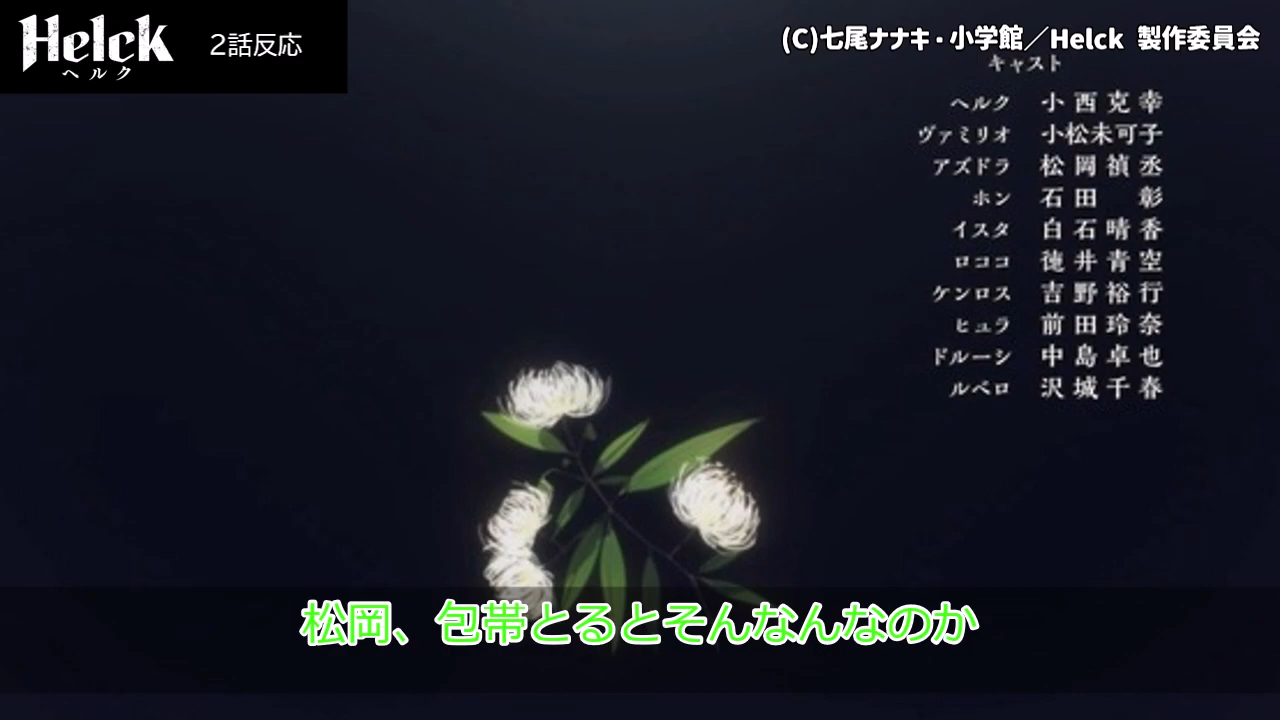 Helck
ヘルク
2話反応
(C)七尾ナナキ・小学館／Helck 製作委員会
キャスト
ヘルク 小西克幸
ヴァミリオ 小松未可子
アズドラ 松岡禎丞
ホン 石田 彰
イスタ 白石晴香
ロココ 徳井青空
ケンロス 吉野裕行
ヒュラ 前田玲奈
ドルーシ 中島卓也
ルベロ 沢城千春
松岡、包帯とるとそんなんなのか